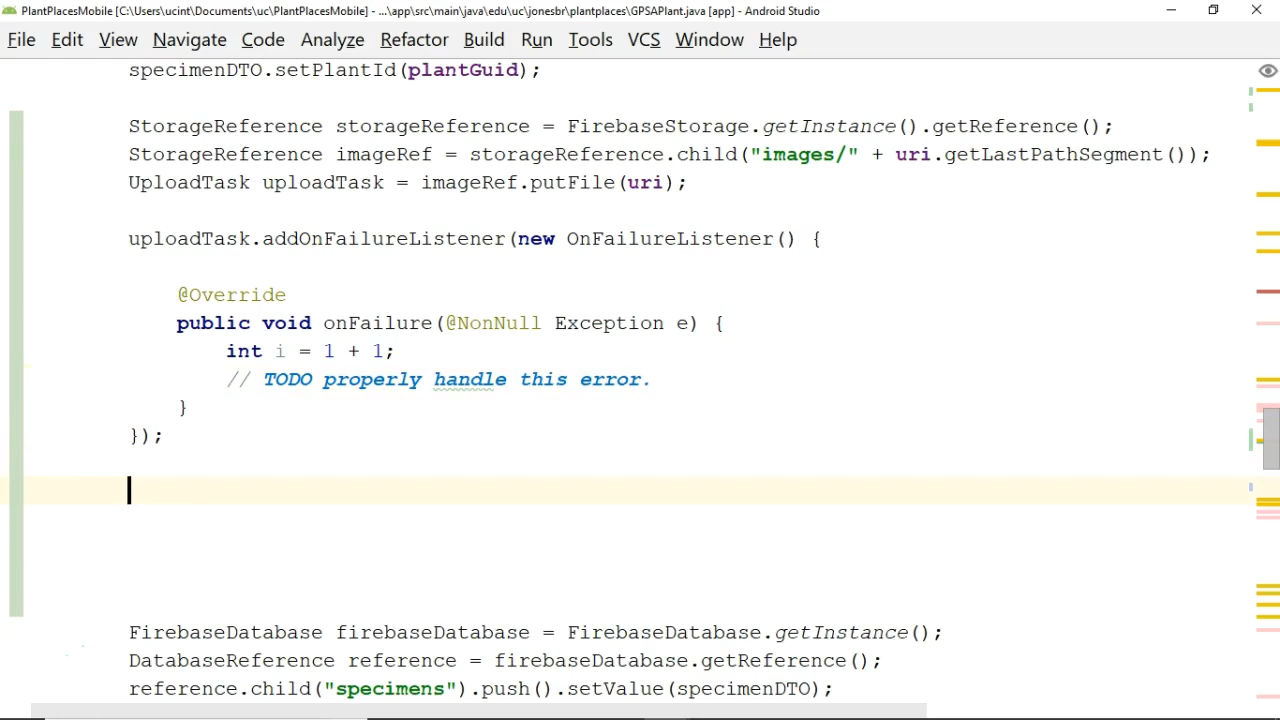 PlantPlacesMobile [C:\Users\ucint\Documents\uc\PlantPlacesMobile] - ...\app\src\main\java\edu\uc\jonesbr\plantplaces\GPSAPlant.java [app] - Android Studio
File Edit View Navigate Code Analyze Refactor Build Run Tools VCS Window Help
specimenDTO.setPlantId(plantGuid);
StorageReference storageReference = FirebaseStorage.getInstance().getReference();
StorageReference imageRef = storageReference.child("images/" + uri.getLastPathSegment());
UploadTask uploadTask = imageRef.putFile(uri);
uploadTask.addOnFailureListener(new OnFailureListener() {
@Override
public void onFailure(@NonNull Exception e) {
int i = 1 + 1;
// TODO properly handle this error.
}
});
FirebaseDatabase firebaseDatabase = FirebaseDatabase.getInstance();
DatabaseReference reference = firebaseDatabase.getReference();
reference.child("specimens").push().setValue(specimenDTO);